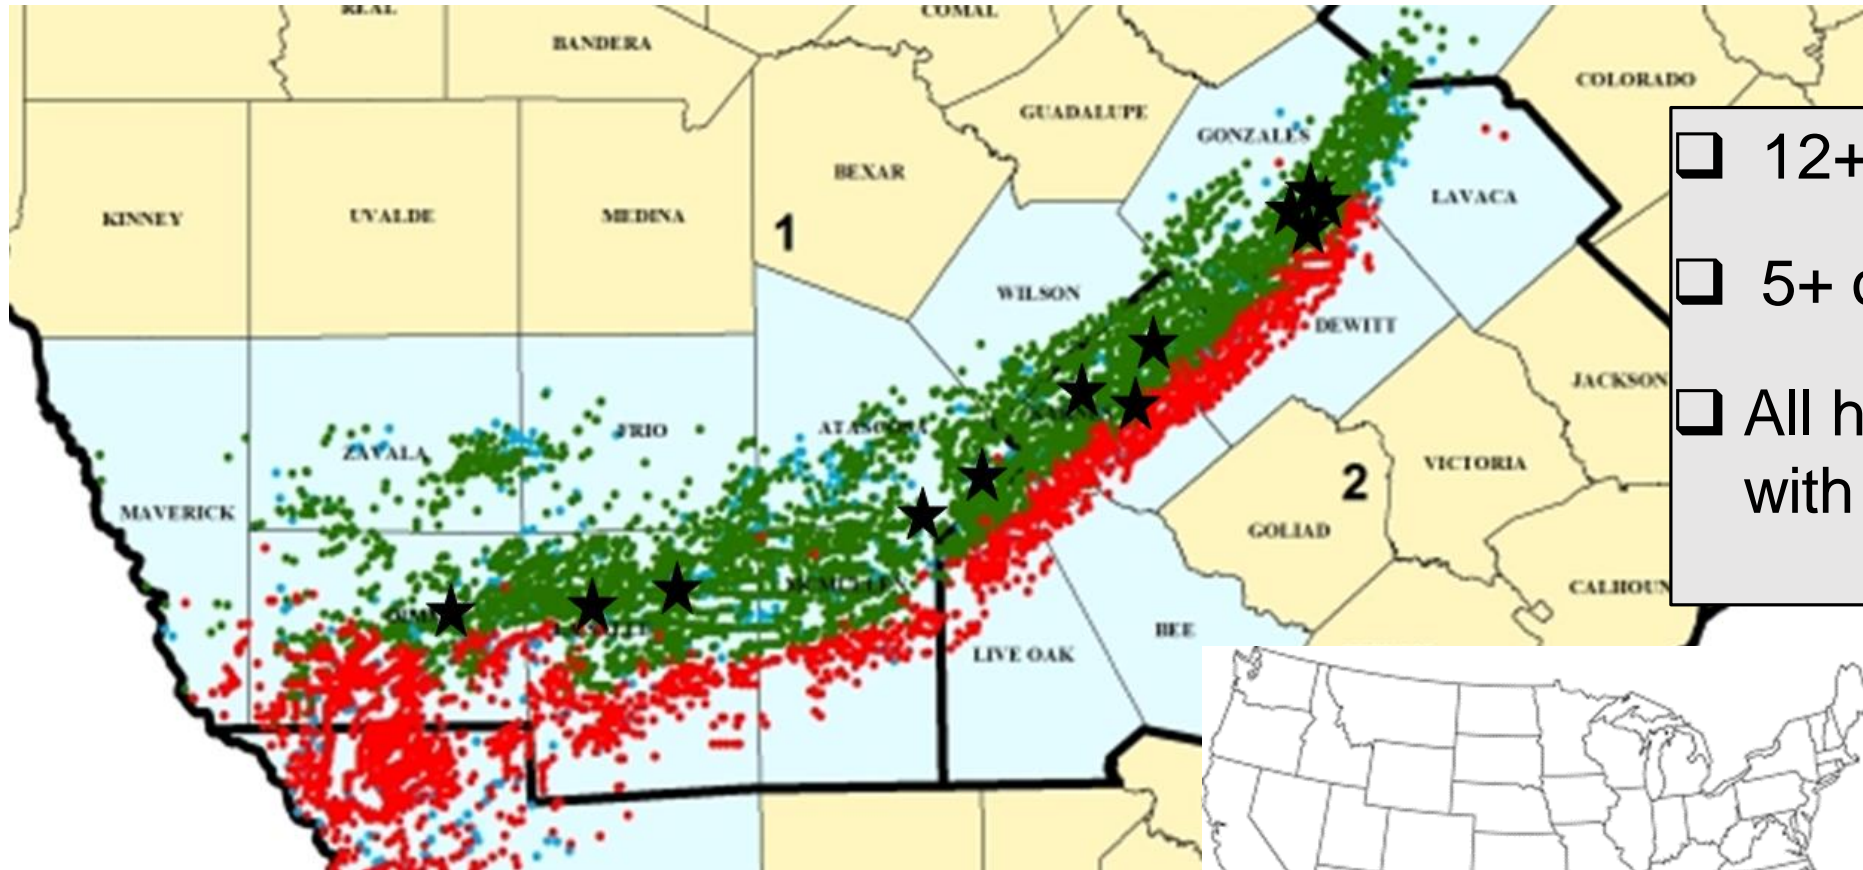 REAL
COMAL
BANDERA
COLORADO
GUADALUPE
GONZALES
BEXAR
KINNEY
UVALDE
MEDINA
LAVACA
1
WILSON
DEWITT
JACKSON
ZAVALA
FRIO
VICTORIA
2
MAVERICK
GOLIAD
CALHOUN
BEE
LIVE OAK
❑ 12+
❑ 5+
❑ All h
with